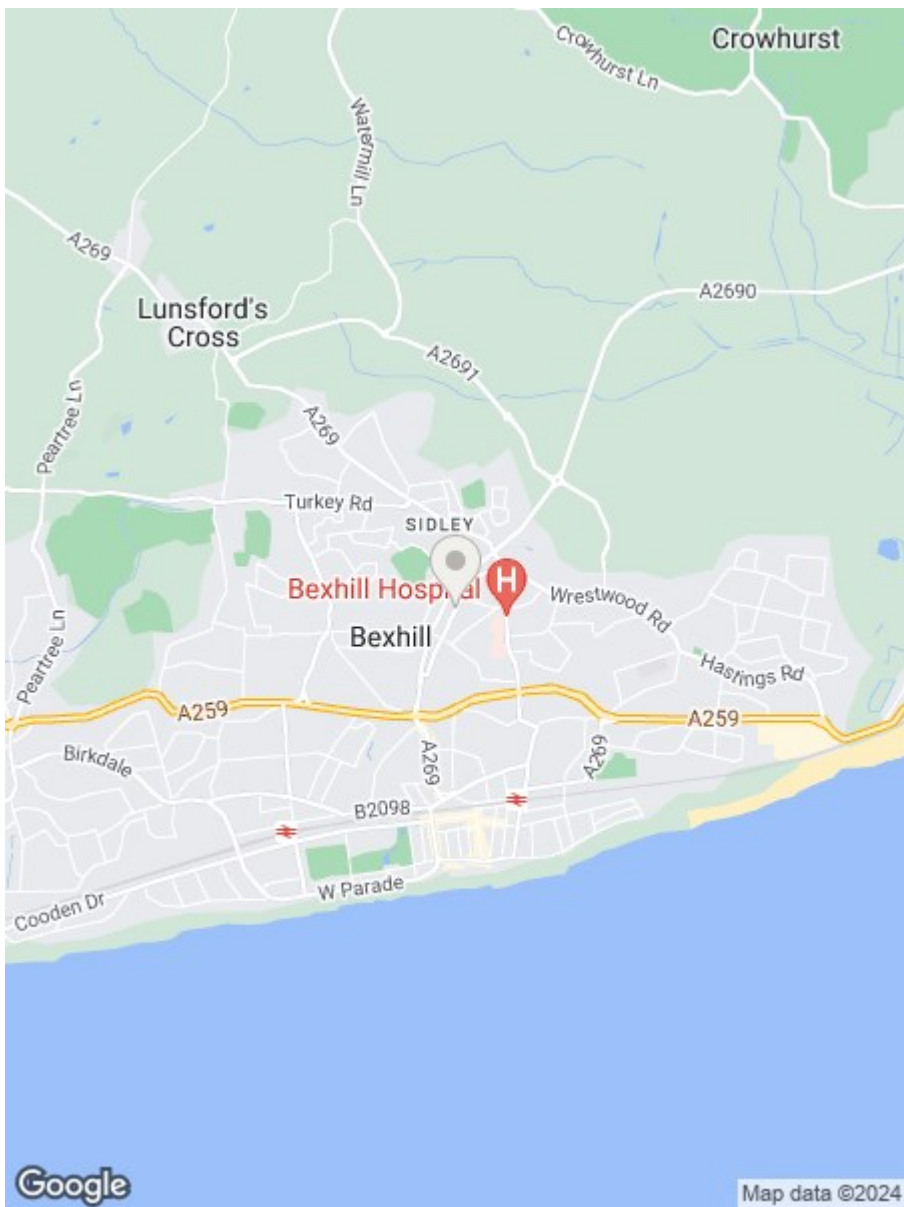 Crowhurst
Crowhurst Ln
Watermill Ln
A269
A2690
Lunsford's
Cross
A2691
Peartree Ln
A269
Turkey Rd
SIDLEY
Bexhill Hospital
H
Wrestwood Rd
Bexhill
Peartree Ln
Hastings Rd
A259
A259
Birkdale
A269
A269
B2098
W Parade
Cooden Dr
Google
Map data ©2024